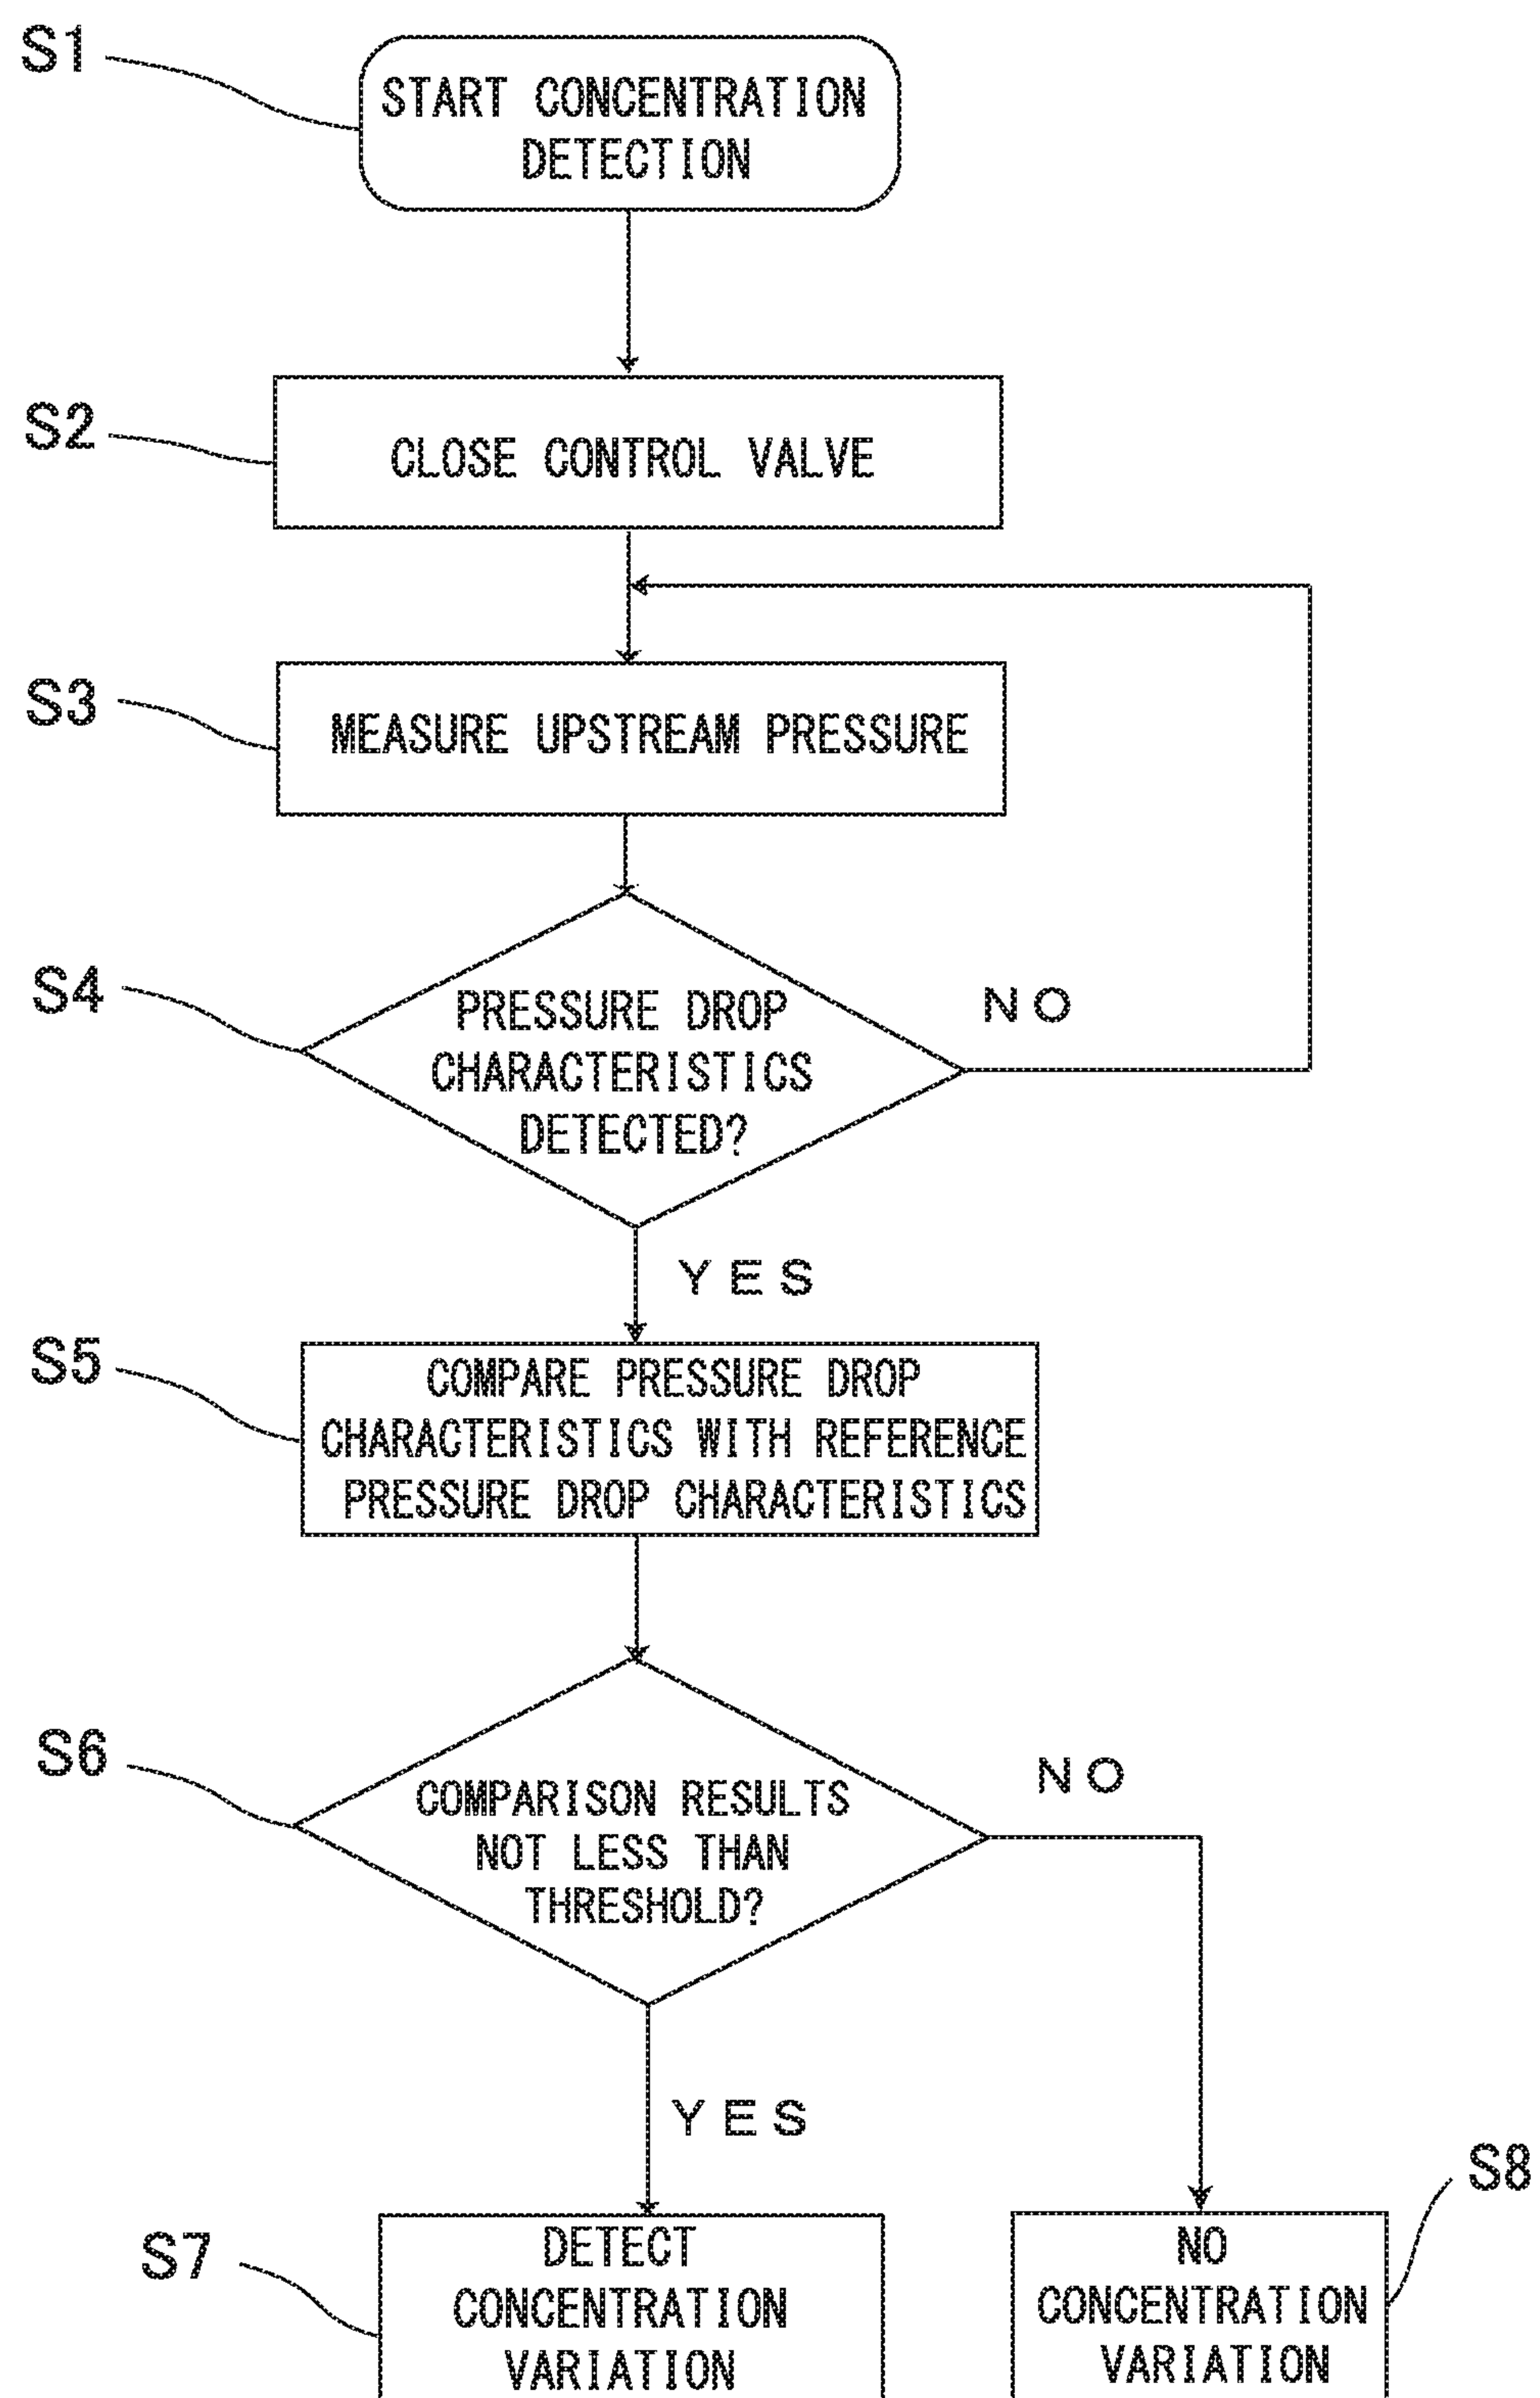 S1
START CONCENTRATION
DETECTION
S2
CLOSE CONTROL VALVE
S3
MEASURE UPSTREAM PRESSURE
S4
PRESSURE DROP
CHARACTERISTICS
DETECTED?
NO
YES
S5
COMPARE PRESSURE DROP
CHARACTERISTICS WITH REFERENCE
PRESSURE DROP CHARACTERISTICS
S6
COMPARISON RESULTS
NOT LESS THAN
THRESHOLD?
NO
YES
S7
DETECT
CONCENTRATION
VARIATION
S8
NO
CONCENTRATION
VARIATION